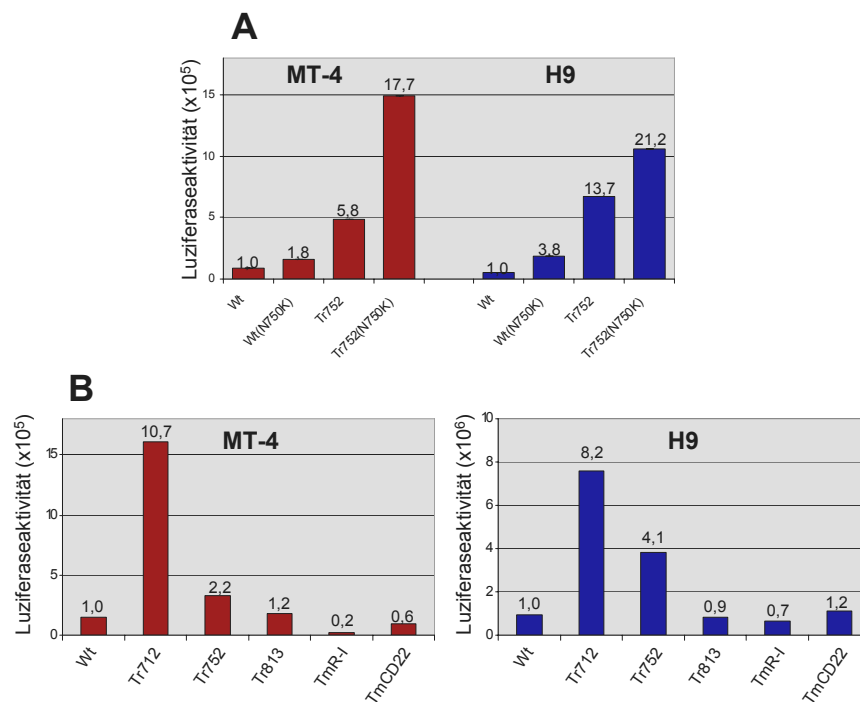 A
MT-4
H9
Luziferaseaktivität (x10⁵)
15
10
5
0
1,0
1,8
5,8
17,7
1,0
3,8
13,7
21,2
Wt
Wt(N750K)
Tr752
Tr752(N750K)
Wt
Wt(N750K)
Tr752
Tr752(N750K)
B
MT-4
Luziferaseaktivität (x10⁵)
15
10
5
0
1,0
10,7
2,2
1,2
0,2
0,6
Wt
Tr712
Tr752
Tr813
TmR-I
TmCD22
H9
Luziferaseaktivität (x10⁶)
10
8
6
4
2
0
1,0
8,2
4,1
0,9
0,7
1,2
Wt
Tr712
Tr752
Tr813
TmR-I
TmCD22